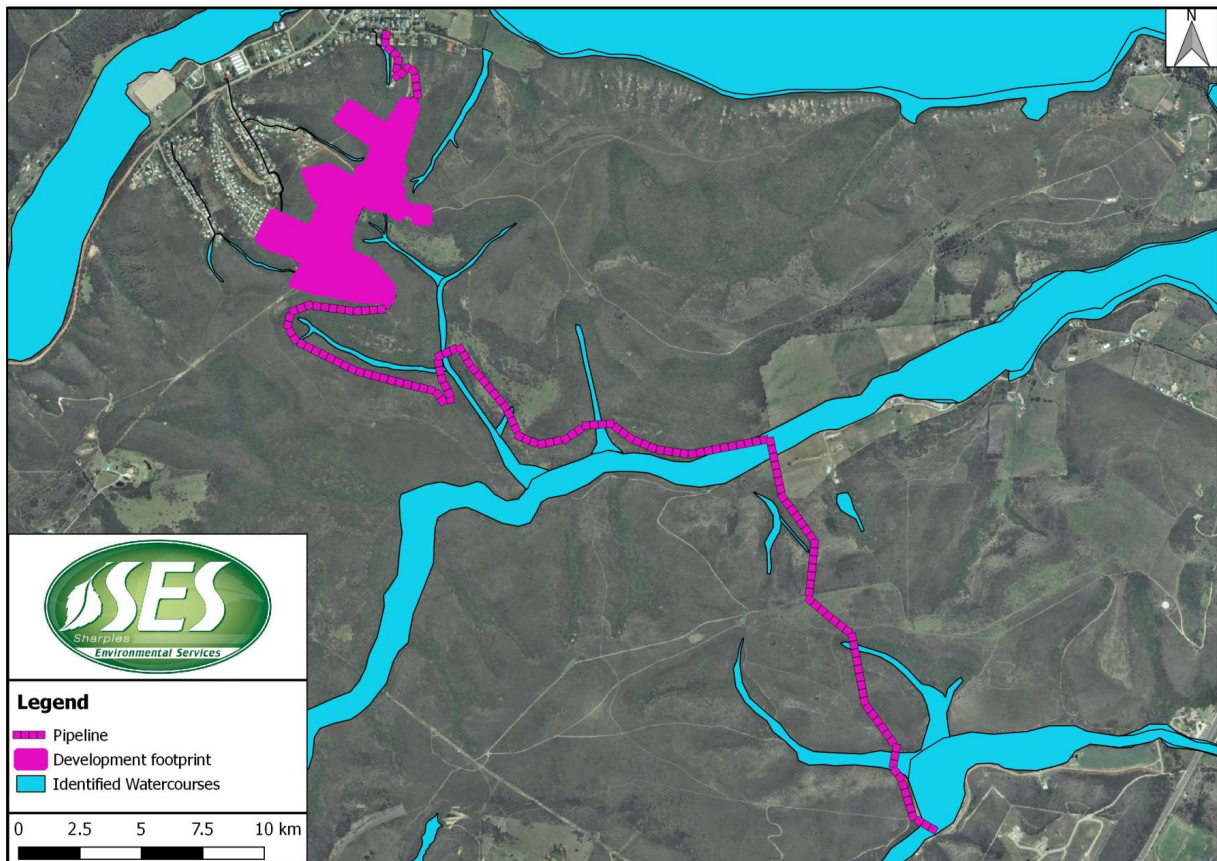 N
SES
Sharples
Environmental Services
Legend
Pipeline
Development footprint
Identified Watercourses
0 2.5 5 7.5 10 km